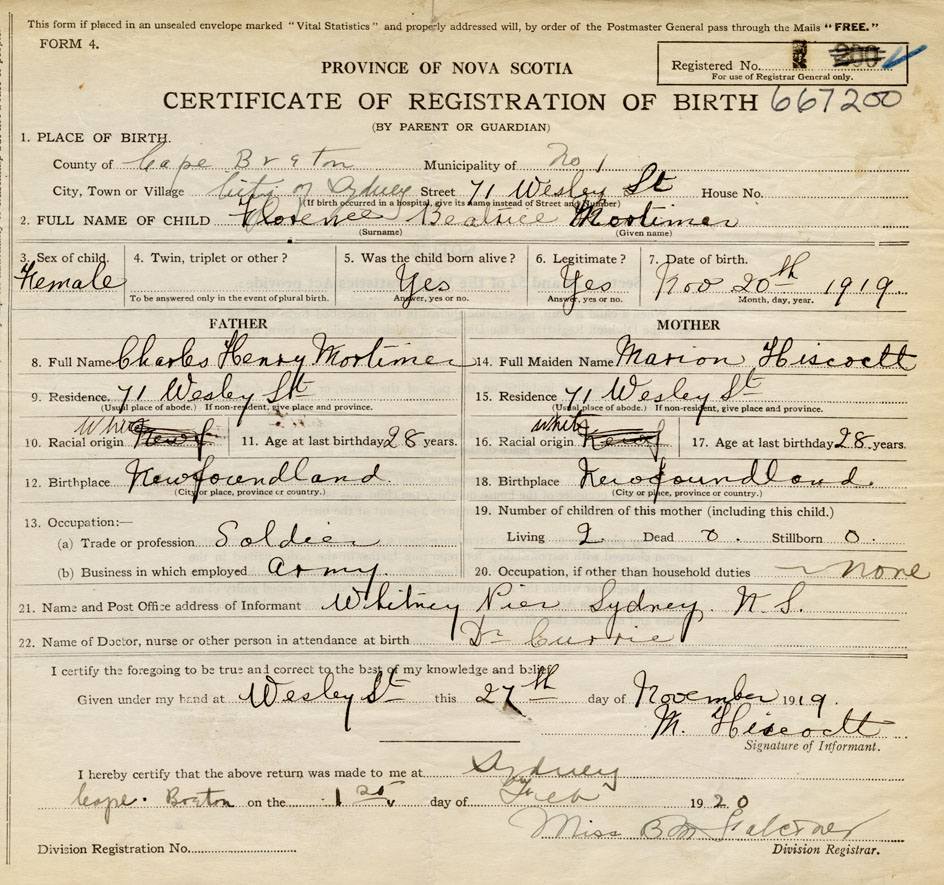 This form if placed in an unsealed envelope marked "Vital Statistics" and properly addressed will, by order of the Postmaster General pass through the Mails "FREE."
FORM 4.
Registered No. 200
For use of Registrar General only.
PROVINCE OF NOVA SCOTIA
CERTIFICATE OF REGISTRATION OF BIRTH 667200
(BY PARENT OR GUARDIAN)
1. PLACE OF BIRTH.
County of Cape Breton Municipality of No 1
City, Town or Village City of Sydney Street 71 Wesley St House No.
(If birth occurred in a hospital, give its name instead of Street and Number)
2. FULL NAME OF CHILD Florence Beatrice Mortimer
(Surname) (Given name)
3. Sex of child. 4. Twin, triplet or other? 5. Was the child born alive? 6. Legitimate? 7. Date of birth.
Female Yes Yes Nov 20th 1919
To be answered only in the event of plural birth. Answer, yes or no. Answer, yes or no. Month, day, year.
FATHER MOTHER
8. Full Name Charles Henry Mortimer 14. Full Maiden Name Marion Hiscoctt
9. Residence. 71 Wesley St 15. Residence 71 Wesley St
(Usual place of abode.) If non-resident, give place and province. (Usual place of abode.) If non-resident, give place and province.
10. Racial origin White Newf 11. Age at last birthday 28 years. 16. Racial origin White Newf 17. Age at last birthday 28 years.
12. Birthplace Newfoundland. 18. Birthplace Newfoundland.
(City or place, province or country.) (City or place, province or country.)
13. Occupation:— 19. Number of children of this mother (including this child.)
(a) Trade or profession Soldier Living 2 Dead 0. Stillborn 0.
(b) Business in which employed Army. 20. Occupation, if other than household duties None
21. Name and Post Office address of Informant Whitney Pier Sydney, N.S.
22. Name of Doctor, nurse or other person in attendance at birth Dr Currie
I certify the foregoing to be true and correct to the best of my knowledge and belief
Given under my hand at Wesley St this 27th day of November 1919.
M. Hiscoctt
Signature of Informant.
I hereby certify that the above return was made to me at Sydney
Cape Breton on the day of Feb 1920
Miss B M Falconer
Division Registration No. Division Registrar.